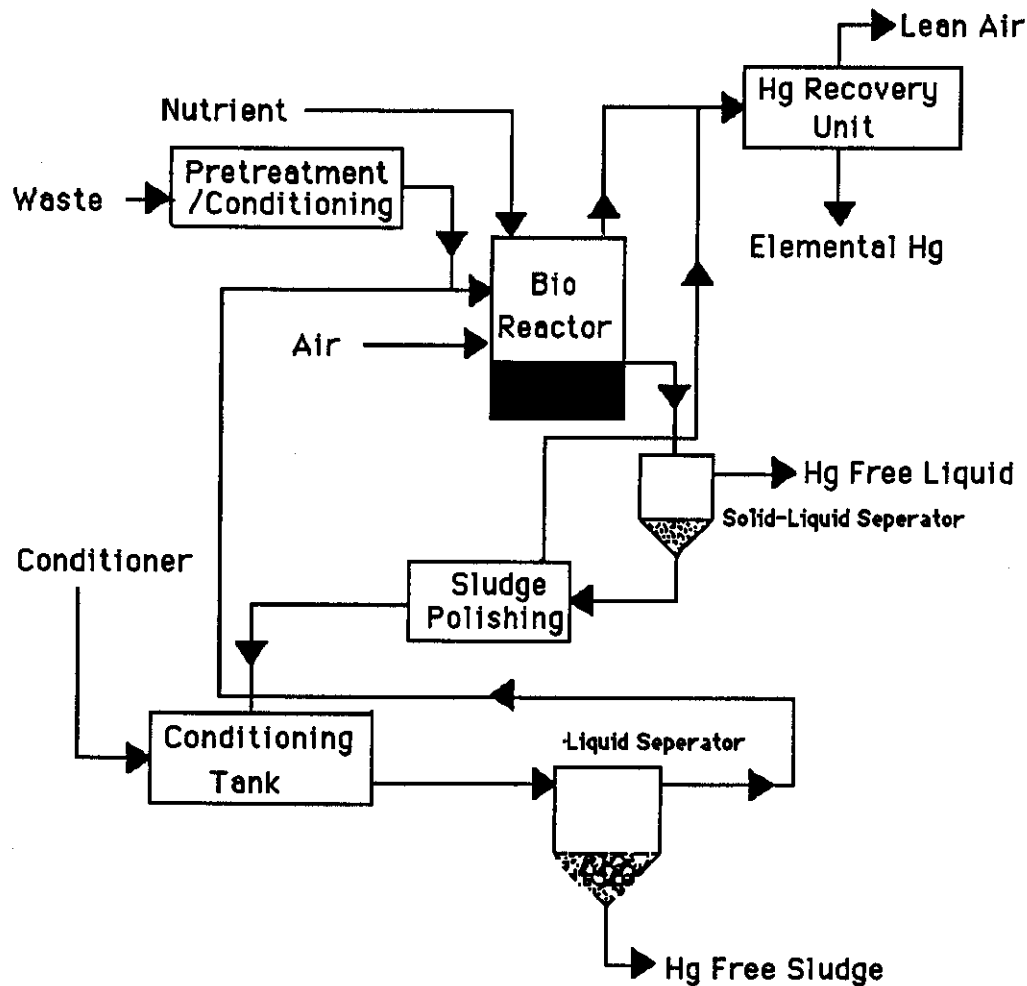 Lean Air
Hg Recovery
Unit
Nutrient
Pretreatment
/Conditioning
Waste
Elemental Hg
Bio
Reactor
Air
Hg Free Liquid
Solid-Liquid Seperator
Conditioner
Sludge
Polishing
Conditioning
Tank
-Liquid Seperator
Hg Free Sludge